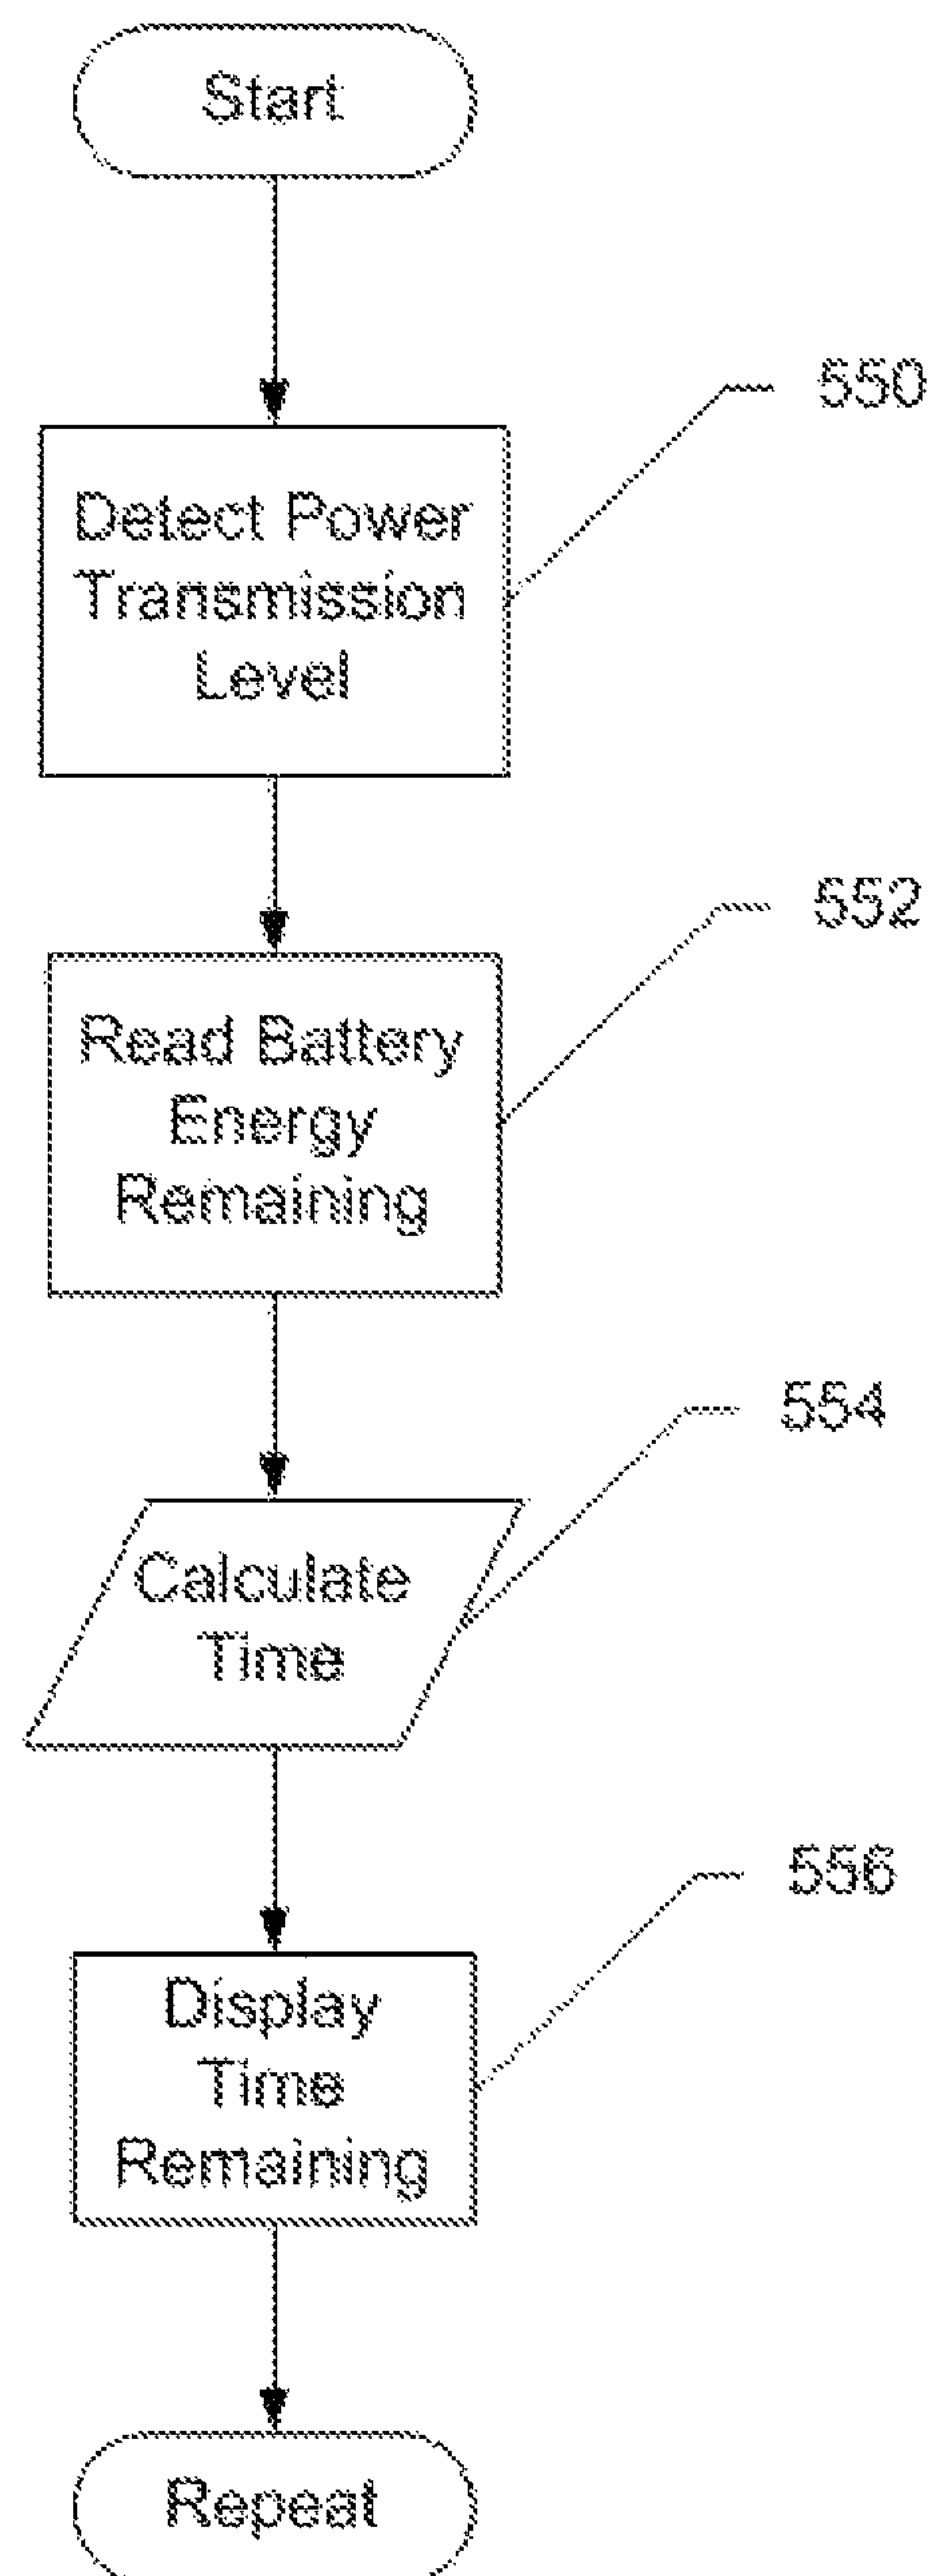 Start
550
Detect Power
Transmission
Level
552
Read Battery
Energy
Remaining
554
Calculate
Time
556
Display
Time
Remaining
Repeat